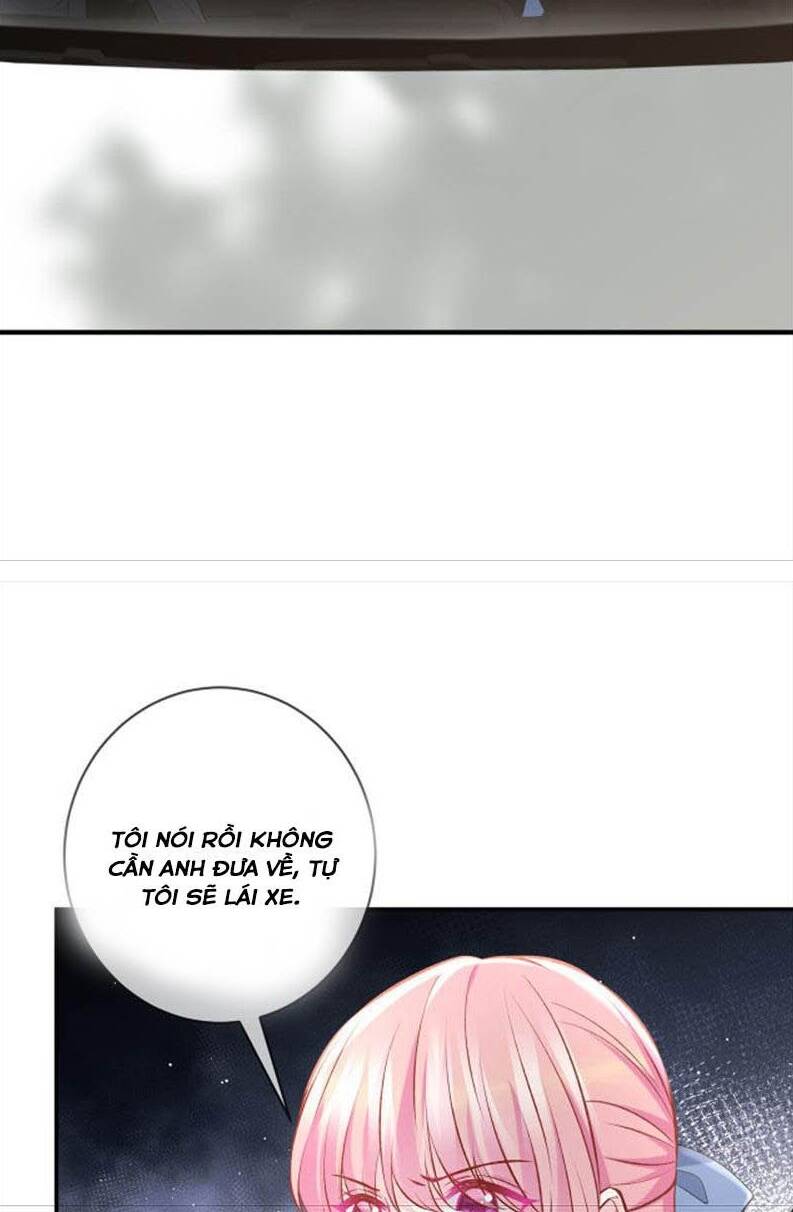 TÔI NÓI RỒI KHÔNG
CẦN ANH ĐƯA VỀ, TỰ
TÔI SẼ LÁI XE.